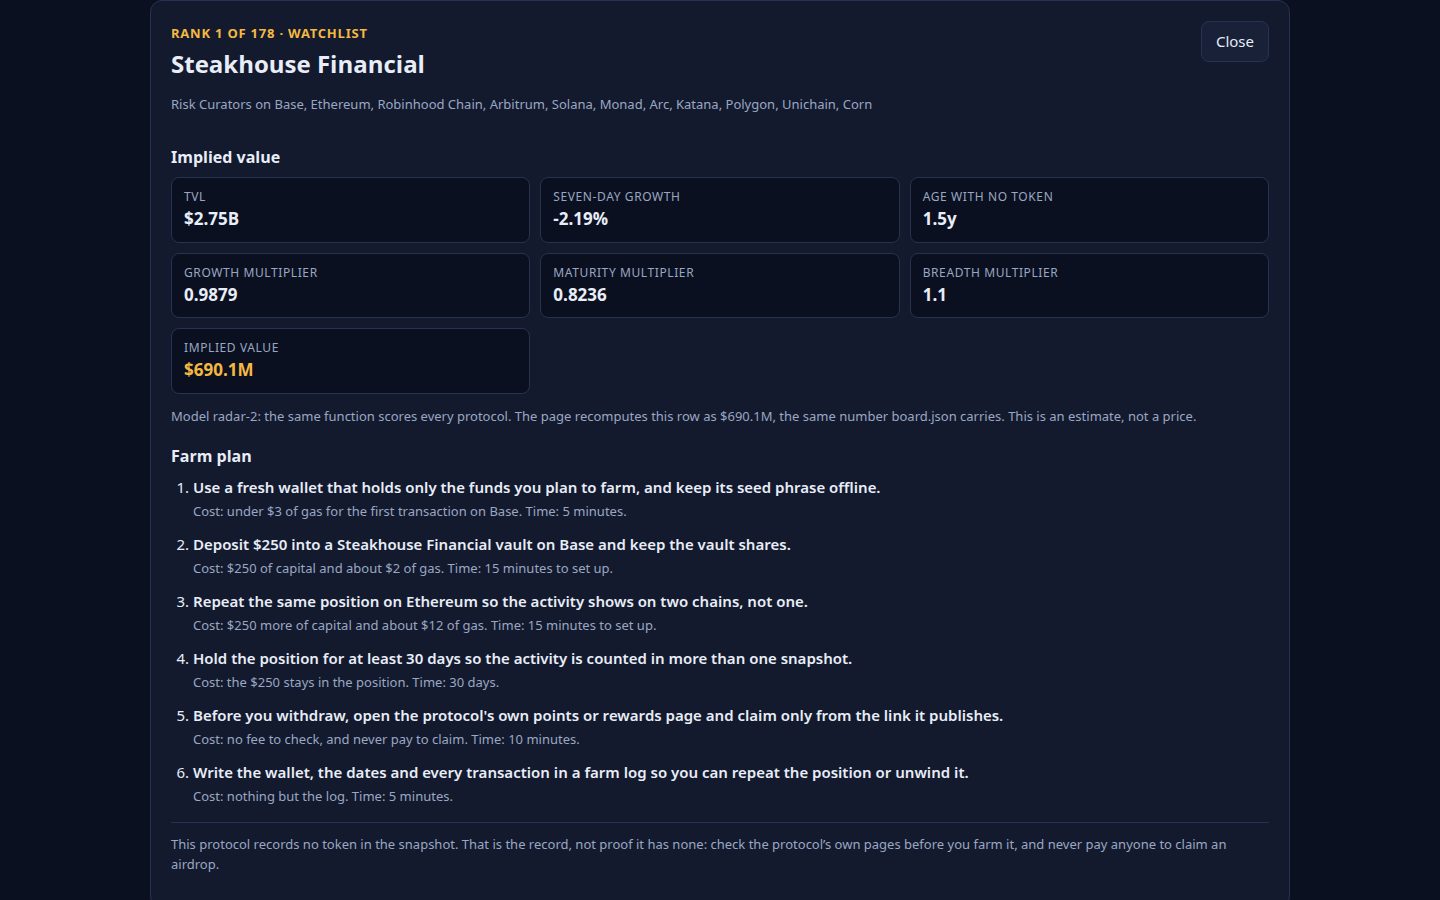 RANK 1 OF 178 · WATCHLIST
Close
Steakhouse Financial
Risk Curators on Base, Ethereum, Robinhood Chain, Arbitrum, Solana, Monad, Arc, Katana, Polygon, Unichain, Corn
Implied value
TVL
$2.75B
SEVEN-DAY GROWTH
-2.19%
AGE WITH NO TOKEN
1.5y
GROWTH MULTIPLIER
0.9879
MATURITY MULTIPLIER
0.8236
BREADTH MULTIPLIER
1.1
IMPLIED VALUE
$690.1M
Model radar-2: the same function scores every protocol. The page recomputes this row as $690.1M, the same number board.json carries. This is an estimate, not a price.
Farm plan
1. Use a fresh wallet that holds only the funds you plan to farm, and keep its seed phrase offline.
Cost: under $3 of gas for the first transaction on Base. Time: 5 minutes.
2. Deposit $250 into a Steakhouse Financial vault on Base and keep the vault shares.
Cost: $250 of capital and about $2 of gas. Time: 15 minutes to set up.
3. Repeat the same position on Ethereum so the activity shows on two chains, not one.
Cost: $250 more of capital and about $12 of gas. Time: 15 minutes to set up.
4. Hold the position for at least 30 days so the activity is counted in more than one snapshot.
Cost: the $250 stays in the position. Time: 30 days.
5. Before you withdraw, open the protocol's own points or rewards page and claim only from the link it publishes.
Cost: no fee to check, and never pay to claim. Time: 10 minutes.
6. Write the wallet, the dates and every transaction in a farm log so you can repeat the position or unwind it.
Cost: nothing but the log. Time: 5 minutes.
This protocol records no token in the snapshot. That is the record, not proof it has none: check the protocol’s own pages before you farm it, and never pay anyone to claim an
airdrop.